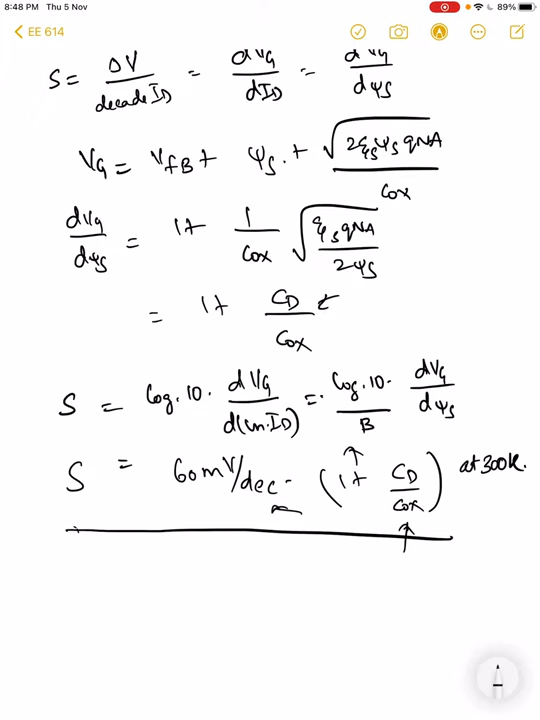 8:48 PM Thu 5 Nov 89%
EE 614
S = ΔV / decade ID = dVG / dID = dVG / dψs
VG = VfB + ψs . + √(2ξsψs qNA) / Cox
dVG / dψs = 1+ 1 / Cox √(ξs qNA / 2ψs)
= 1+ CD / Cox
S = log.10 . dVG / d(ln.ID) = . log.10. / B dVG / dψs
S = 60mV/dec - (1+ CD / Cox) at 300K.